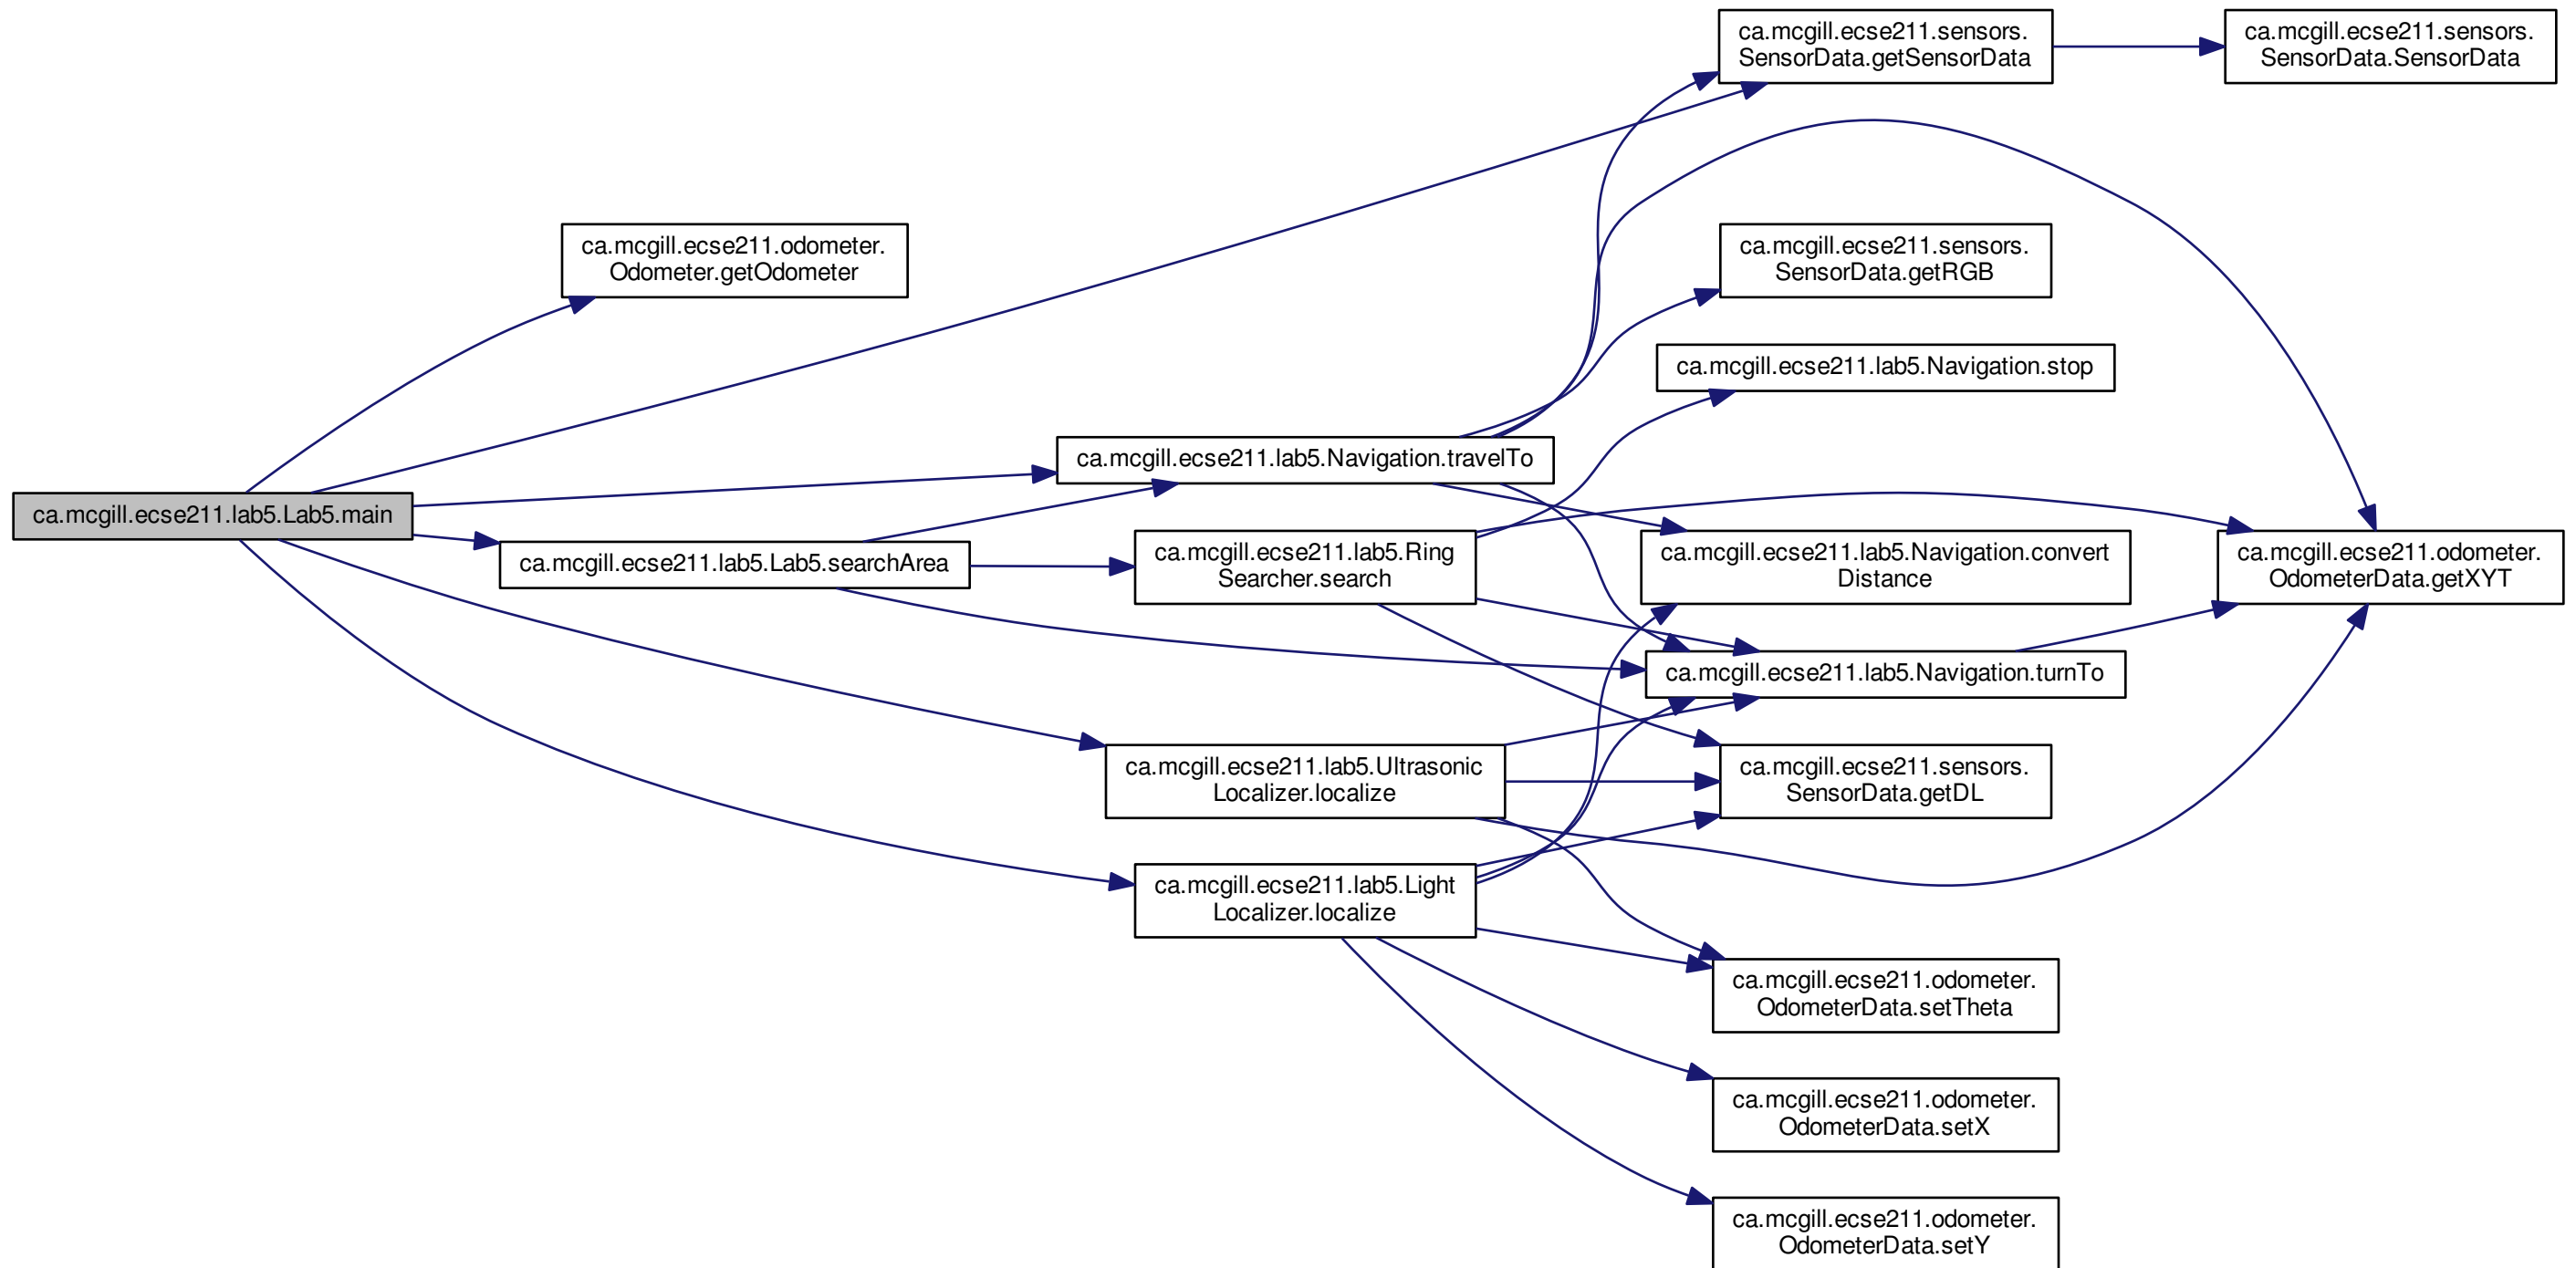 ca.mcgill.ecse211.sensors.
SensorData.getSensorData
ca.mcgill.ecse211.sensors.
SensorData.SensorData
ca.mcgill.ecse211.odometer.
Odometer.getOdometer
ca.mcgill.ecse211.sensors.
SensorData.getRGB
ca.mcgill.ecse211.lab5.Navigation.stop
ca.mcgill.ecse211.lab5.Navigation.travelTo
ca.mcgill.ecse211.lab5.Lab5.main
ca.mcgill.ecse211.lab5.Lab5.searchArea
ca.mcgill.ecse211.lab5.Ring
Searcher.search
ca.mcgill.ecse211.lab5.Navigation.convert
Distance
ca.mcgill.ecse211.odometer.
OdometerData.getXYT
ca.mcgill.ecse211.lab5.Navigation.turnTo
ca.mcgill.ecse211.lab5.Ultrasonic
Localizer.localize
ca.mcgill.ecse211.sensors.
SensorData.getDL
ca.mcgill.ecse211.lab5.Light
Localizer.localize
ca.mcgill.ecse211.odometer.
OdometerData.setTheta
ca.mcgill.ecse211.odometer.
OdometerData.setX
ca.mcgill.ecse211.odometer.
OdometerData.setY